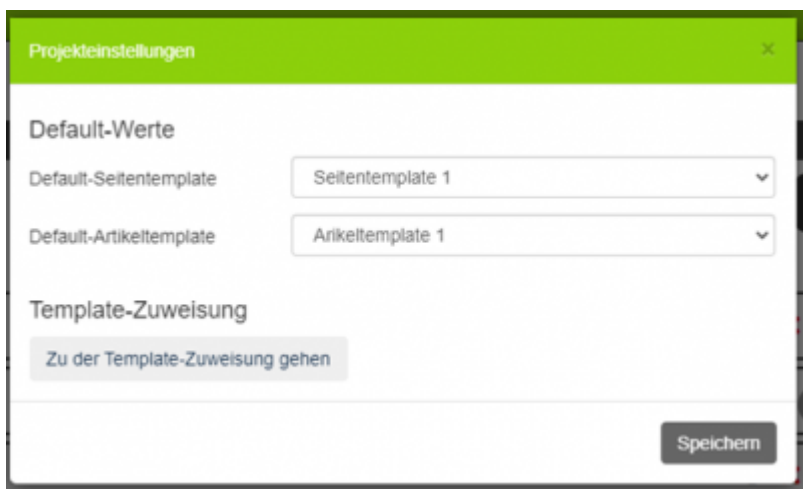 Projekteinstellungen ×
Default-Werte
Default-Seitentemplate Seitentemplate 1
Default-Artikeltemplate Arikeltemplate 1
Template-Zuweisung
Zu der Template-Zuweisung gehen
Speichern